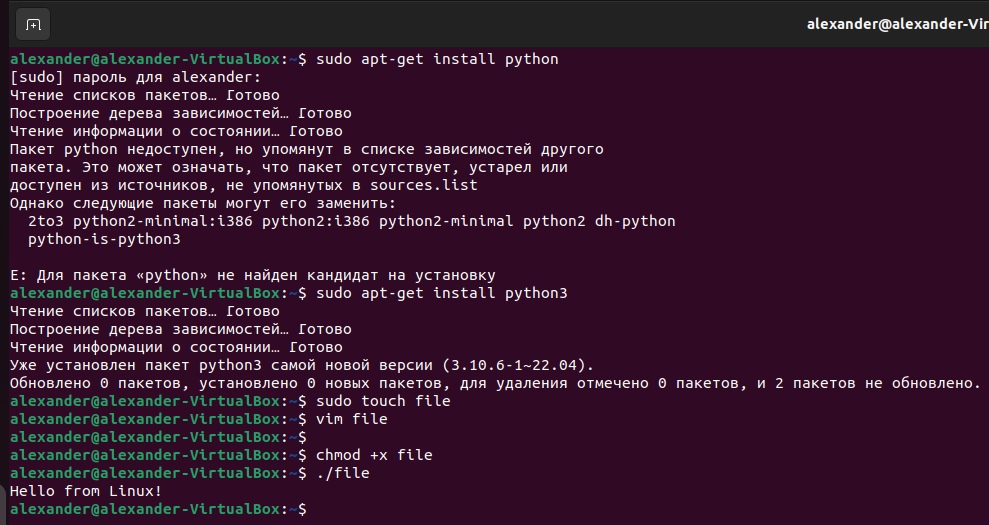 alexander@alexander-Vir
alexander@alexander-VirtualBox:~$ sudo apt-get install python
[sudo] пароль для alexander:
Чтение списков пакетов… Готово
Построение дерева зависимостей… Готово
Чтение информации о состоянии… Готово
Пакет python недоступен, но упомянут в списке зависимостей другого
пакета. Это может означать, что пакет отсутствует, устарел или
доступен из источников, не упомянутых в sources.list
Однако следующие пакеты могут его заменить:
  2to3 python2-minimal:i386 python2:i386 python2-minimal python2 dh-python
  python-is-python3
E: Для пакета «python» не найден кандидат на установку
alexander@alexander-VirtualBox:~$ sudo apt-get install python3
Чтение списков пакетов… Готово
Построение дерева зависимостей… Готово
Чтение информации о состоянии… Готово
Уже установлен пакет python3 самой новой версии (3.10.6-1~22.04).
Обновлено 0 пакетов, установлено 0 новых пакетов, для удаления отмечено 0 пакетов, и 2 пакетов не обновлено.
alexander@alexander-VirtualBox:~$ sudo touch file
alexander@alexander-VirtualBox:~$ vim file
alexander@alexander-VirtualBox:~$
alexander@alexander-VirtualBox:~$ chmod +x file
alexander@alexander-VirtualBox:~$ ./file
Hello from Linux!
alexander@alexander-VirtualBox:~$